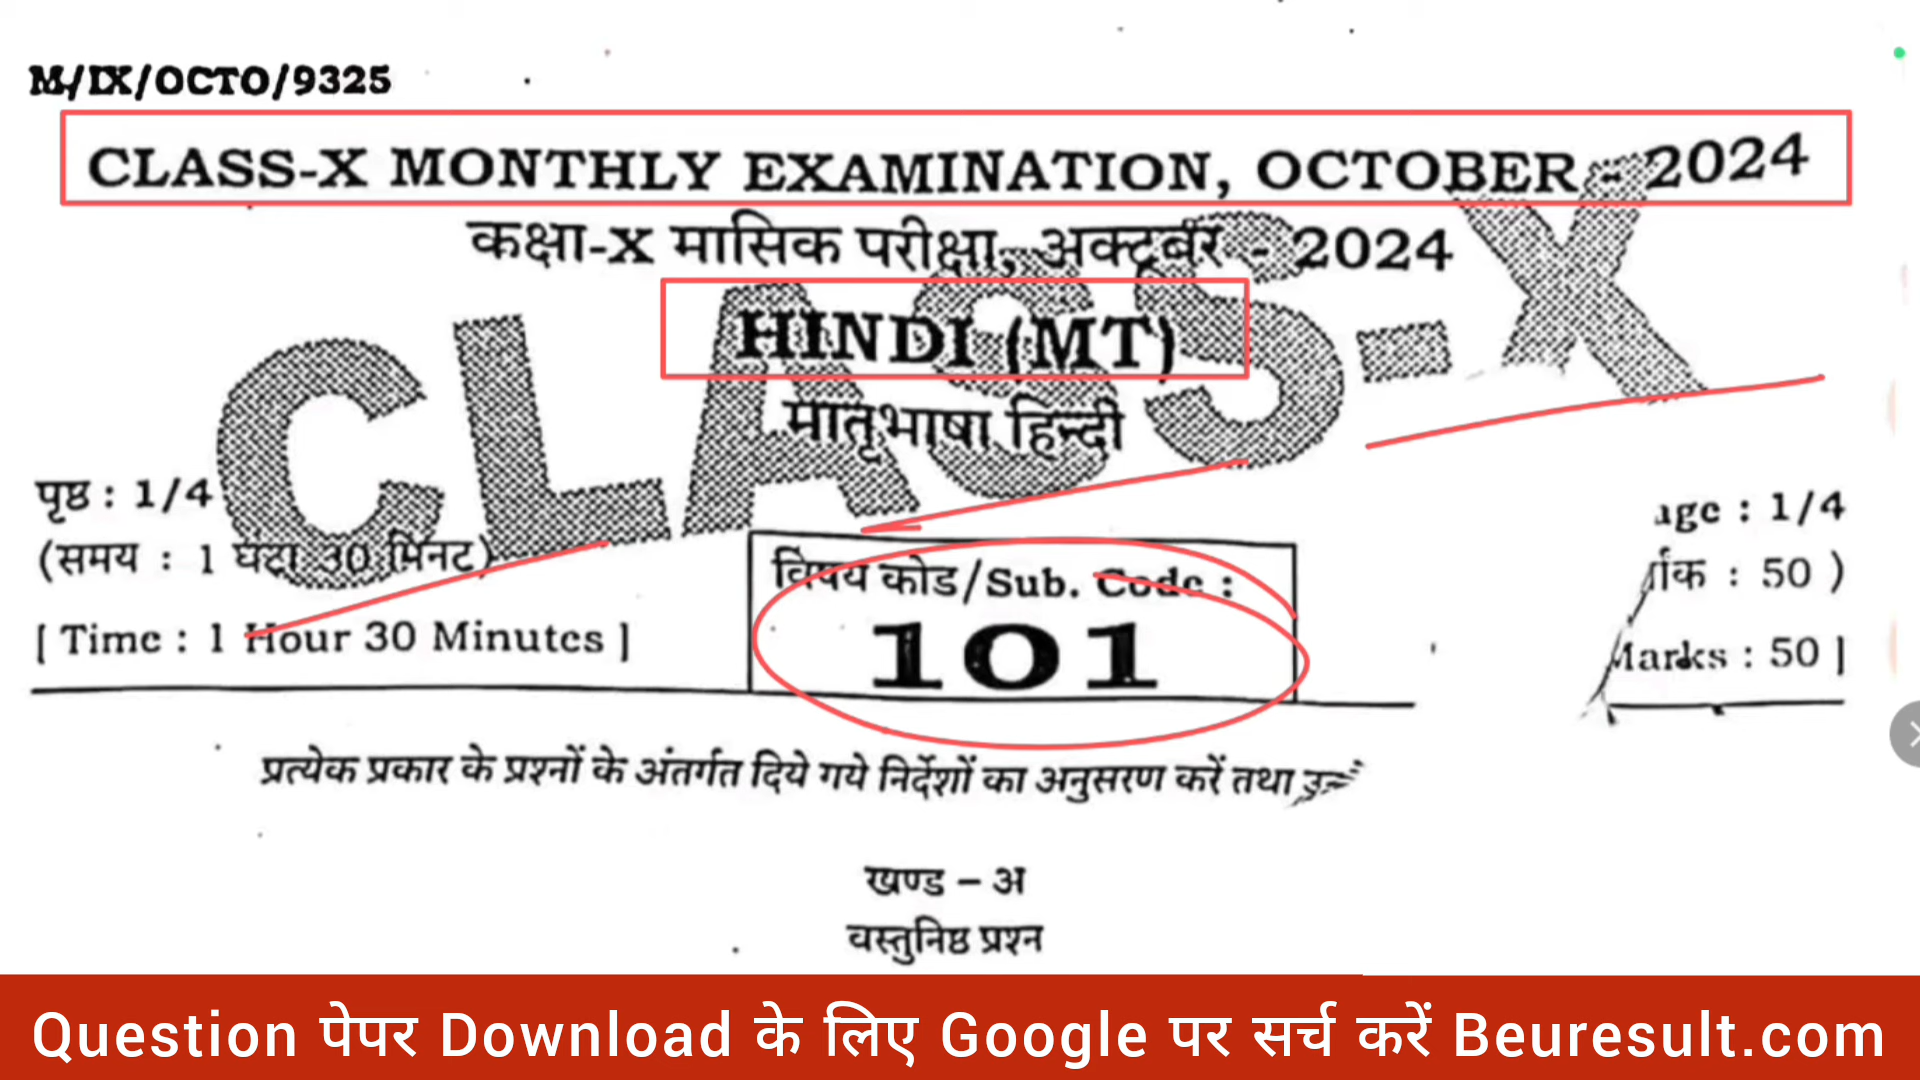 M/IX/OCTO/9325
CLASS-X MONTHLY EXAMINATION, OCTOBER - 2024
कक्षा-X मासिक परीक्षा, अक्टूबर - 2024
CLASS-X
HINDI (MT)
मातृभाषा हिन्दी
पृष्ठ : 1/4
age : 1/4
(समय : 1 घंटा 30 मिनट)
र्णांक : 50 )
विषय कोड/Sub. Code :
101
[ Time : 1 Hour 30 Minutes ]
Marks : 50 ]
प्रत्येक प्रकार के प्रश्नों के अंतर्गत दिये गये निर्देशों का अनुसरण करें तथा
खण्ड – अ
वस्तुनिष्ठ प्रश्न
Question पेपर Download के लिए Google पर सर्च करें Beuresult.com